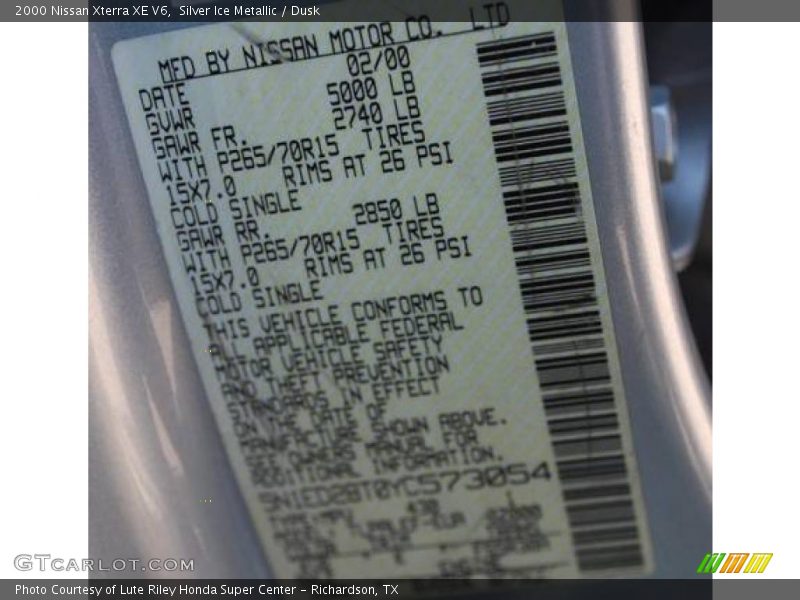 2000 Nissan Xterra XE V6,  Silver Ice Metallic / Dusk
MFD BY NISSAN MOTOR CO.  LTD
DATE 02/00
GVWR 5000 LB
GAWR FR. 2740 LB
WITH P265/70R15 TIRES
15X7.0 RIMS AT 26 PSI
COLD SINGLE
GAWR RR. 2850 LB
WITH P265/70R15 TIRES
15X7.0 RIMS AT 26 PSI
COLD SINGLE
THIS VEHICLE CONFORMS TO
ALL APPLICABLE FEDERAL
MOTOR VEHICLE SAFETY
AND THEFT PREVENTION
STANDARDS IN EFFECT
ON THE DATE OF
MANUFACTURE SHOWN ABOVE.
SEE OWNERS MANUAL FOR
ADDITIONAL INFORMATION.
5N1ED28T0YC573054
GTCARLOT.COM
Photo Courtesy of Lute Riley Honda Super Center – Richardson, TX